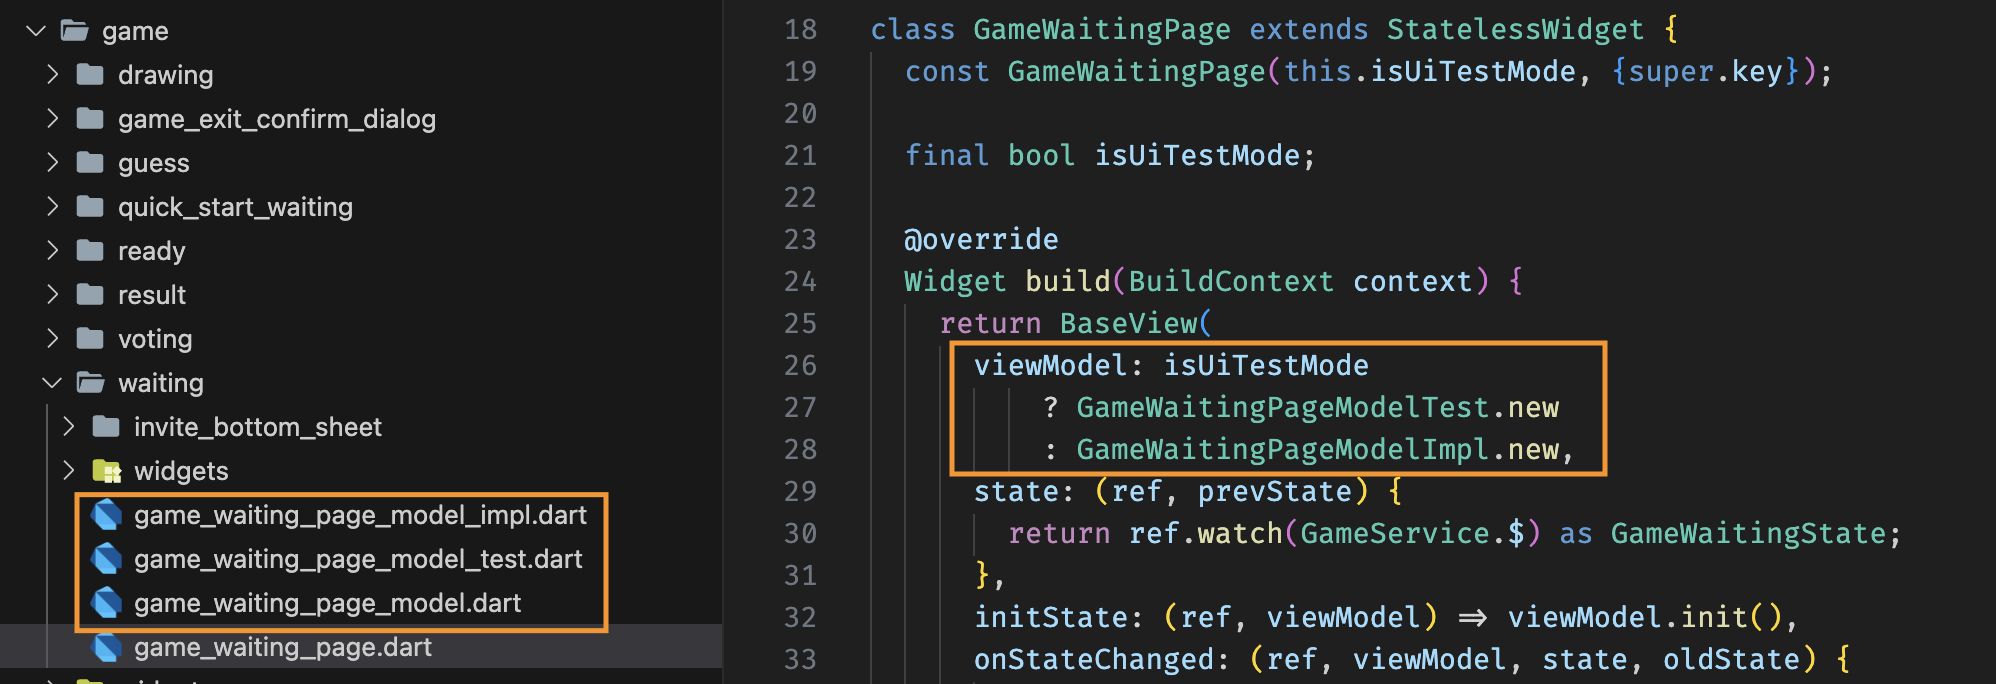 game
drawing
game_exit_confirm_dialog
guess
quick_start_waiting
ready
result
voting
waiting
invite_bottom_sheet
widgets
game_waiting_page_model_impl.dart
game_waiting_page_model_test.dart
game_waiting_page_model.dart
game_waiting_page.dart
18 class GameWaitingPage extends StatelessWidget {
19 const GameWaitingPage(this.isUiTestMode, {super.key});
20
21 final bool isUiTestMode;
22
23 @override
24 Widget build(BuildContext context) {
25 return BaseView(
26 viewModel: isUiTestMode
27 ? GameWaitingPageModelTest.new
28 : GameWaitingPageModelImpl.new,
29 state: (ref, prevState) {
30 return ref.watch(GameService.$) as GameWaitingState;
31 },
32 initState: (ref, viewModel) => viewModel.init(),
33 onStateChanged: (ref, viewModel, state, oldState) {